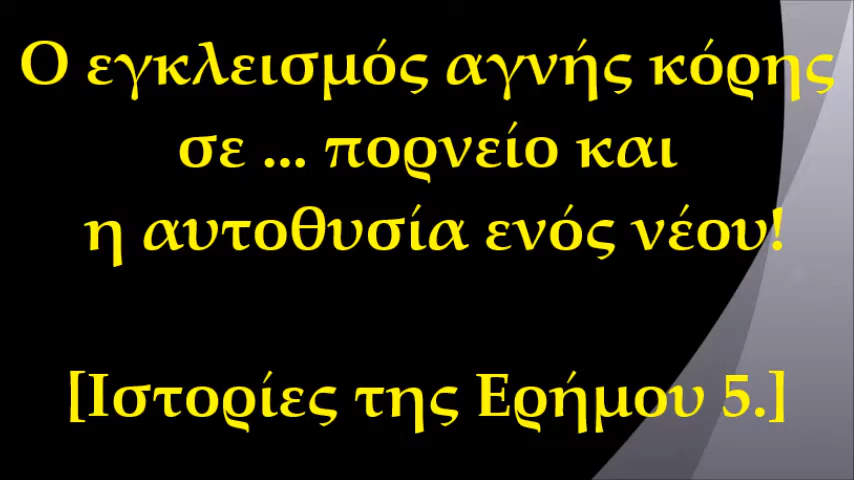 Ο εγκλεισμός αγνής κόρης
σε ... πορνείο και
η αυτοθυσία ενός νέου!
[Ιστορίες της Ερήμου 5.]